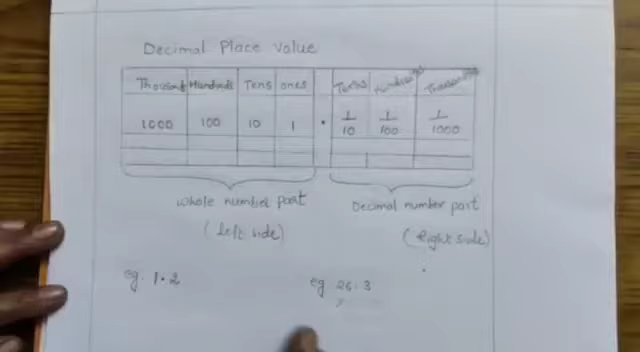 Decimal Place value
Thousand Hundreds Tens ones Tenths Hundredths Thousandths
1000 100 10 1 . 1/10 1/100 1/1000
whole number part Decimal number part
(left side) (right side)
eg. 1.2 eg 26.3